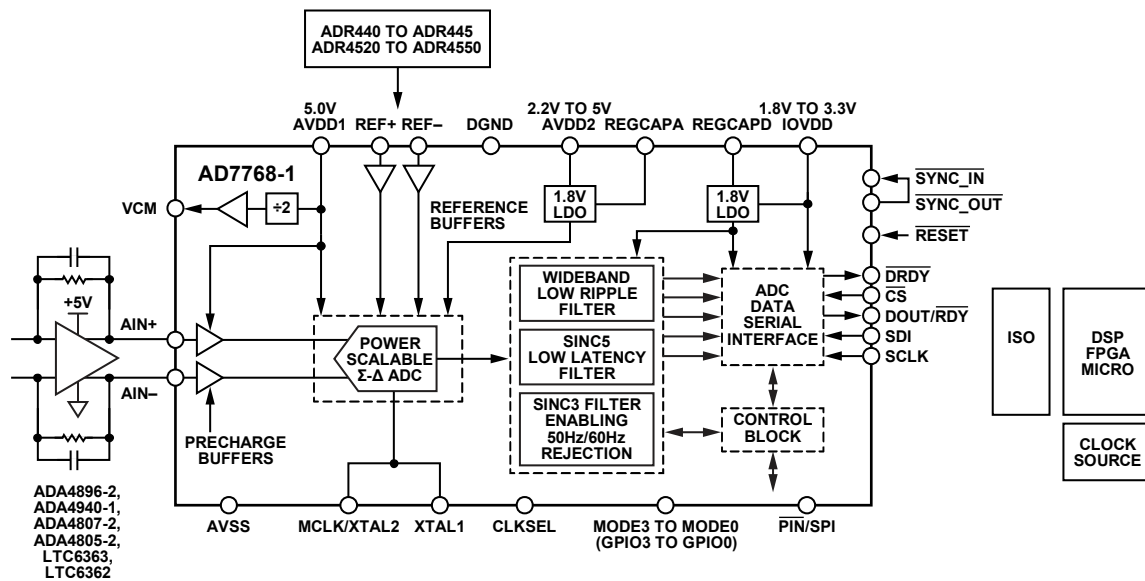 ADR440 TO ADR445
ADR4520 TO ADR4550
5.0V
AVDD1
REF+
REF–
DGND
2.2V TO 5V
AVDD2
REGCAPA
REGCAPD
1.8V TO 3.3V
IOVDD
AD7768-1
VCM
÷2
REFERENCE
BUFFERS
1.8V
LDO
1.8V
LDO
SYNC_IN
SYNC_OUT
RESET
+5V
AIN+
AIN–
POWER
SCALABLE
Σ-Δ ADC
PRECHARGE
BUFFERS
WIDEBAND
LOW RIPPLE
FILTER
SINC5
LOW LATENCY
FILTER
SINC3 FILTER
ENABLING
50Hz/60Hz
REJECTION
ADC
DATA
SERIAL
INTERFACE
CONTROL
BLOCK
DRDY
CS
DOUT/RDY
SDI
SCLK
ISO
DSP
FPGA
MICRO
CLOCK
SOURCE
ADA4896-2,
ADA4940-1,
ADA4807-2,
ADA4805-2,
LTC6363,
LTC6362
AVSS
MCLK/XTAL2
XTAL1
CLKSEL
MODE3 TO MODE0
(GPIO3 TO GPIO0)
PIN/SPI